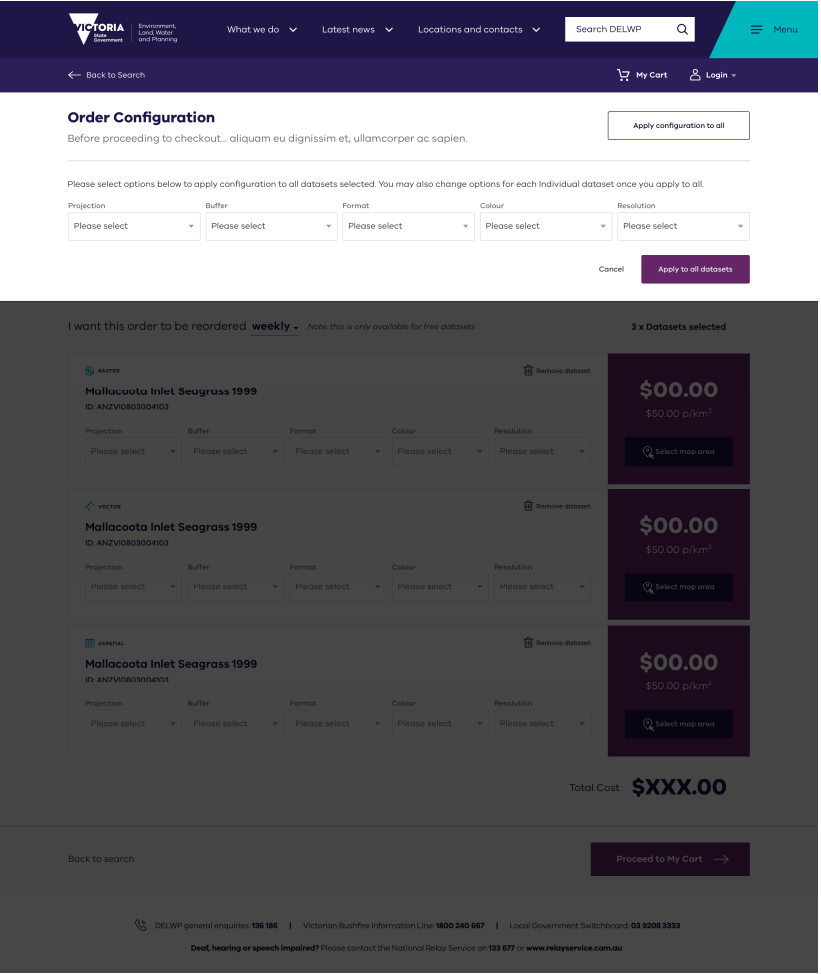 VICTORIA
State
Government
Environment,
Land, Water
and Planning
What we do
Latest news
Locations and contacts
Search DELWP
Menu
Back to Search
My Cart
Login
Order Configuration
Apply configuration to all
Before proceeding to checkout... aliquam eu dignissim et, ullamcorper ac sapien.
Please select options below to apply configuration to all datasets selected. You may also change options for each Individual dataset once you apply to all.
Projection Buffer Format Colour Resolution
Please select Please select Please select Please select Please select
Cancel Apply to all datasets
I want this order to be reordered weekly Note: this is only available for free datasets 3 x Datasets selected
RASTER Remove dataset
Mallacoota Inlet Seagrass 1999
ID: ANZVI0803004103
Projection Buffer Format Colour Resolution
Please select Please select Please select Please select Please select
$00.00
$50.00 p/km²
Select map area
VECTOR Remove dataset
Mallacoota Inlet Seagrass 1999
ID: ANZVI0803004103
Projection Buffer Format Colour Resolution
Please select Please select Please select Please select Please select
$00.00
$50.00 p/km²
Select map area
ASPATIAL Remove dataset
Mallacoota Inlet Seagrass 1999
ID: ANZVI0803004103
Projection Buffer Format Colour Resolution
Please select Please select Please select Please select Please select
$00.00
$50.00 p/km²
Select map area
Total Cost $XXX.00
Back to search Proceed to My Cart
DELWP general enquiries: 136 186 | Victorian Bushfire Information Line: 1800 240 667 | Local Government Switchboard: 03 9208 3333
Deaf, hearing or speech impaired? Please contact the National Relay Service on 133 677 or www.relayservice.com.au